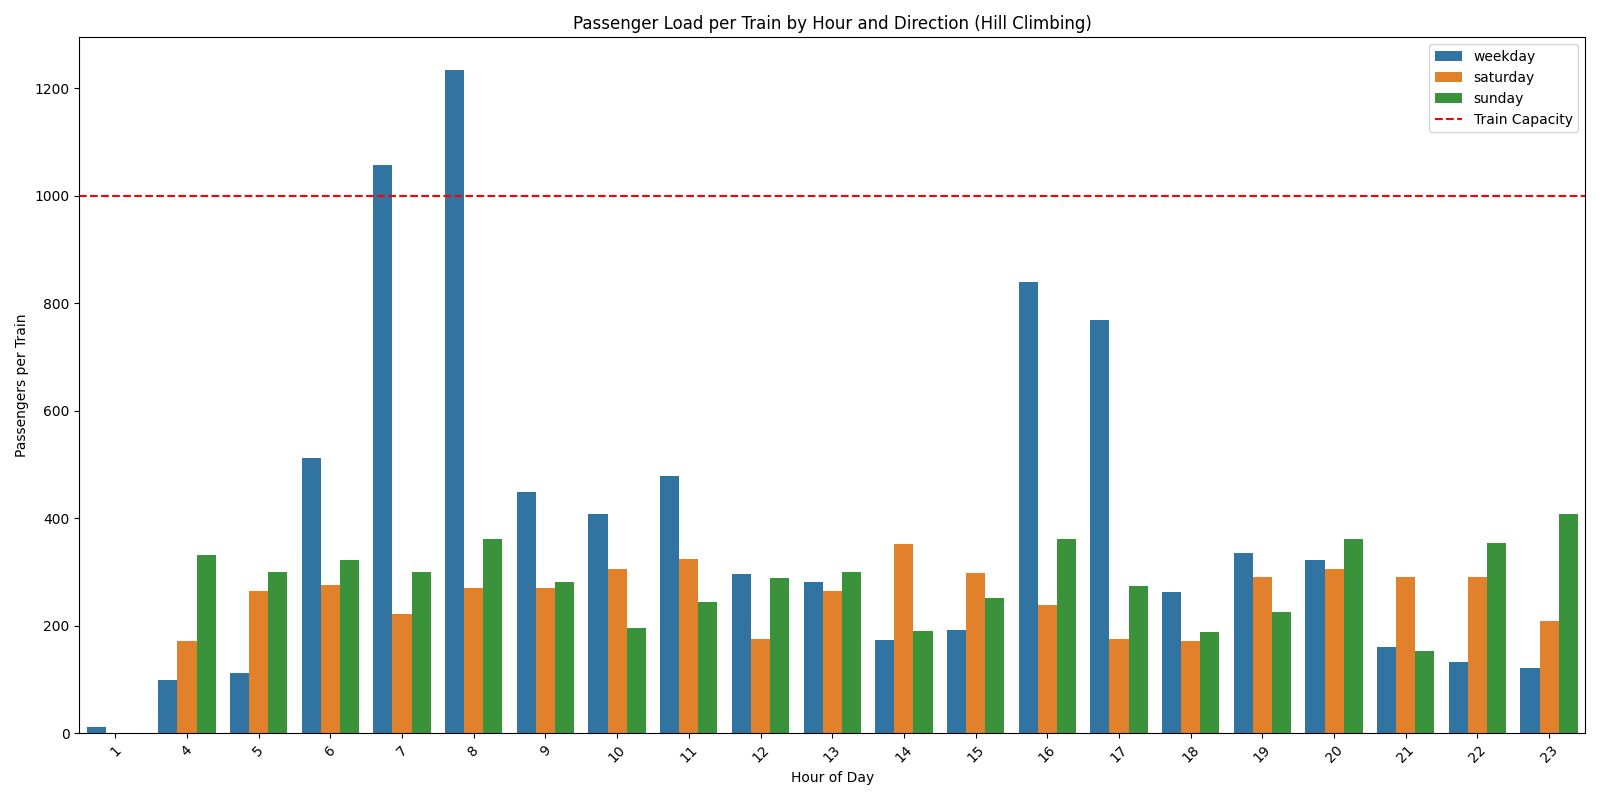 Passenger Load per Train by Hour and Direction (Hill Climbing)
weekday
saturday
sunday
Train Capacity
Passengers per Train
1200
1000
800
600
400
200
0
1 4 5 6 7 8 9 10 11 12 13 14 15 16 17 18 19 20 21 22 23
Hour of Day